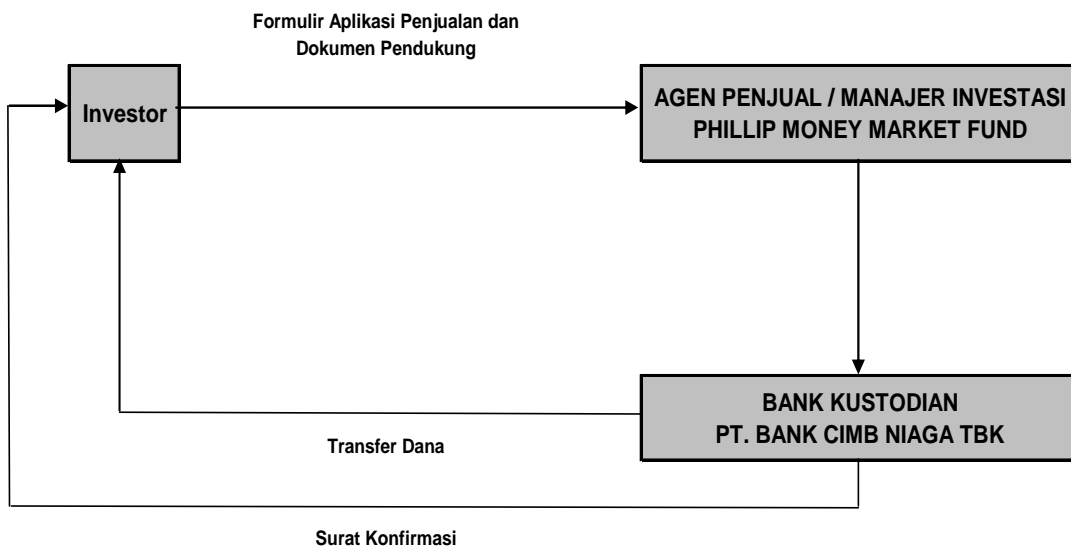 Formulir Aplikasi Penjualan dan
Dokumen Pendukung
Investor
AGEN PENJUAL / MANAJER INVESTASI
PHILLIP MONEY MARKET FUND
BANK KUSTODIAN
PT. BANK CIMB NIAGA TBK
Transfer Dana
Surat Konfirmasi